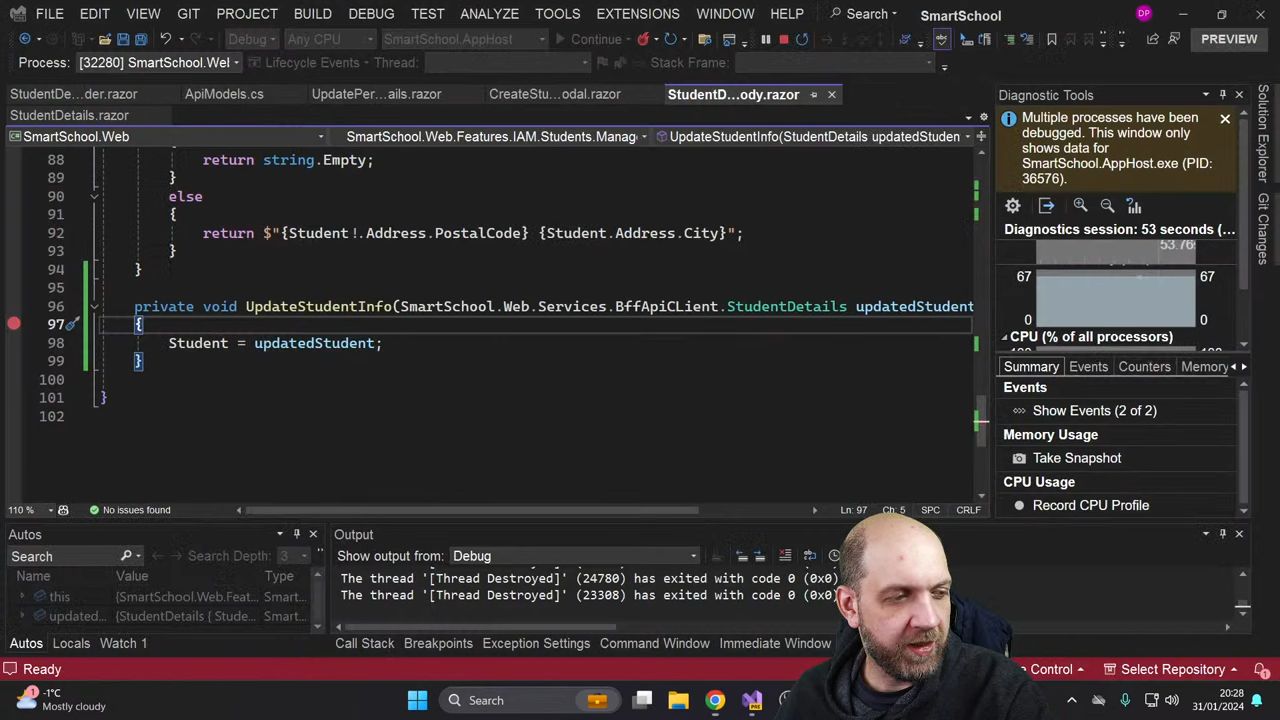 FILE EDIT VIEW GIT PROJECT BUILD DEBUG TEST ANALYZE TOOLS EXTENSIONS WINDOW HELP Search SmartSchool DP
Debug Any CPU SmartSchool.AppHost Continue PREVIEW
Process: [32280] SmartSchool.Wel Lifecycle Events Thread: Stack Frame:
StudentDe...der.razor ApiModels.cs UpdatePer...ails.razor CreateStu...odal.razor StudentD...ody.razor
StudentDetails.razor
SmartSchool.Web SmartSchool.Web.Features.IAM.Students.Manag UpdateStudentInfo(StudentDetails updatedStuden
88 return string.Empty;
89 }
90 else
91 {
92 return $"{Student!.Address.PostalCode} {Student.Address.City}";
93 }
94 }
95
96 private void UpdateStudentInfo(SmartSchool.Web.Services.BffApiCLient.StudentDetails updatedStudent
97 {
98 Student = updatedStudent;
99 }
100
101 }
102
110 % No issues found Ln: 97 Ch: 5 SPC CRLF
Diagnostic Tools
Multiple processes have been
debugged. This window only
shows data for
SmartSchool.AppHost.exe (PID:
36576).
Diagnostics session: 53 seconds (...
53.76
67 67
0 0
CPU (% of all processors)
Summary Events Counters Memory
Events
Show Events (2 of 2)
Memory Usage
Take Snapshot
CPU Usage
Record CPU Profile
Solution Explorer
Git Changes
Autos
Search Search Depth: 3
Name Value Type
this {SmartSchool.Web.Feat... Smart...
updated... {StudentDetails { Stude... Smart...
Autos Locals Watch 1
Output
Show output from: Debug
The thread '[Thread Destroyed]' (24780) has exited with code 0 (0x0)
The thread '[Thread Destroyed]' (23308) has exited with code 0 (0x0)
Call Stack Breakpoints Exception Settings Command Window Immediate Window
Ready Control Select Repository
1 -1°C
Mostly cloudy
Search
20:28
31/01/2024